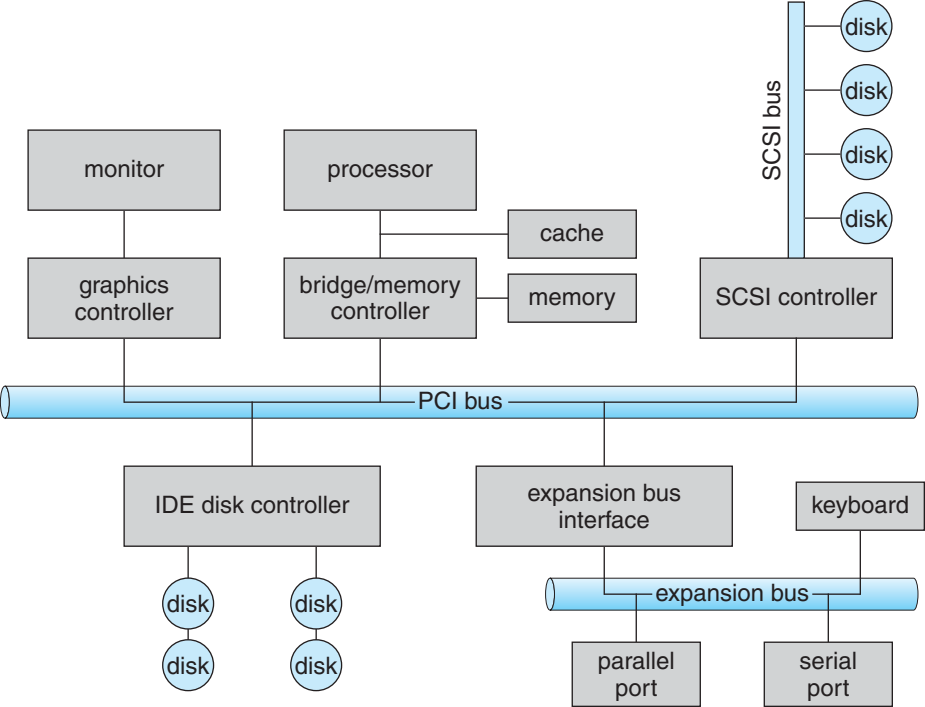 disk
disk
disk
disk
SCSI bus
monitor
processor
cache
graphics
controller
bridge/memory
controller
memory
SCSI controller
PCI bus
IDE disk controller
expansion bus
interface
keyboard
disk
disk
disk
disk
expansion bus
parallel
port
serial
port